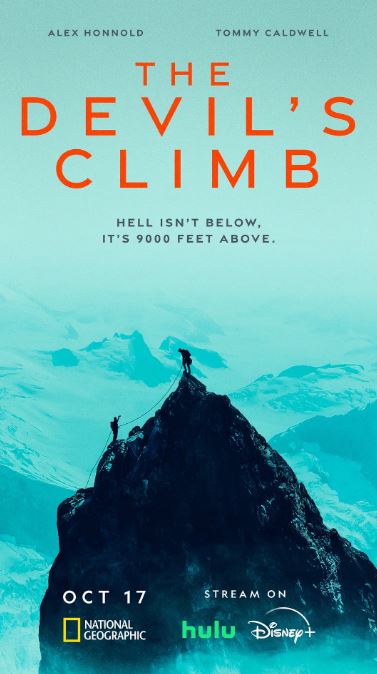 ALEX HONNOLD TOMMY CALDWELL
THE
DEVIL'S
CLIMB
HELL ISN'T BELOW,
IT'S 9000 FEET ABOVE.
OCT 17 STREAM ON
NATIONAL
GEOGRAPHIC
hulu Disney+